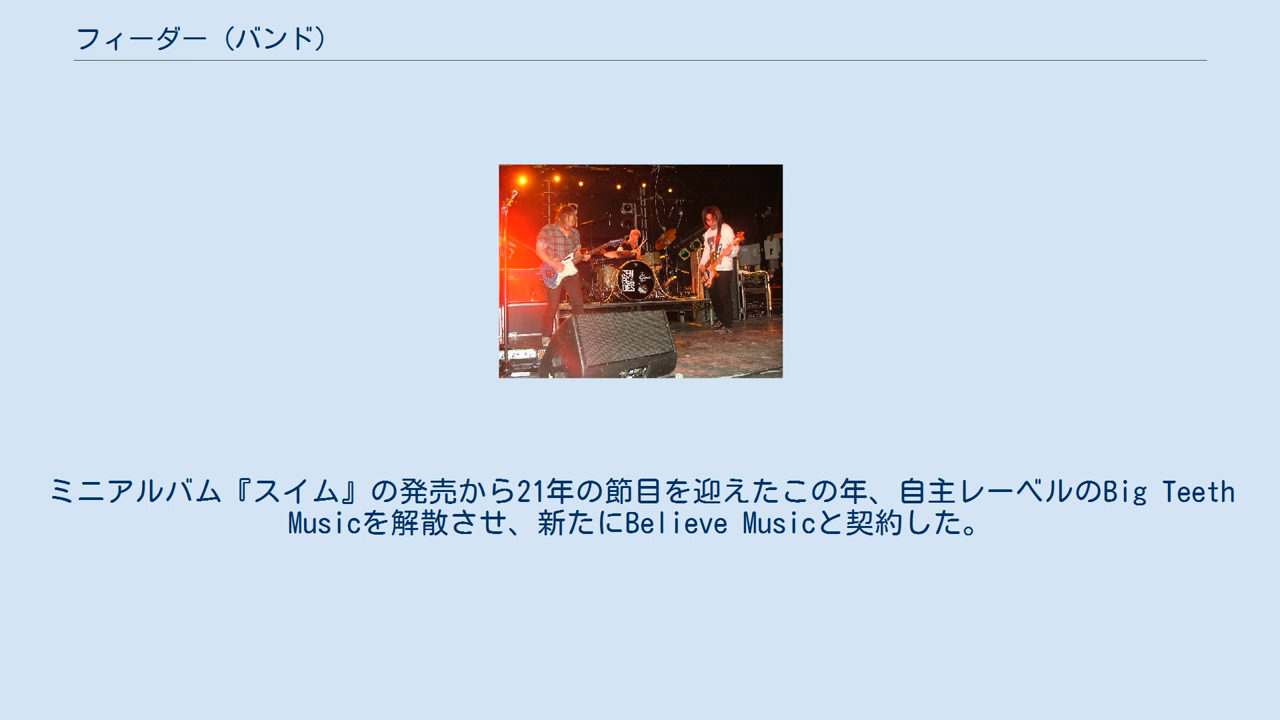 フィーダー（バンド）
ミニアルバム『スイム』の発売から21年の節目を迎えたこの年、自主レーベルのBig Teeth
Musicを解散させ、新たにBelieve Musicと契約した。